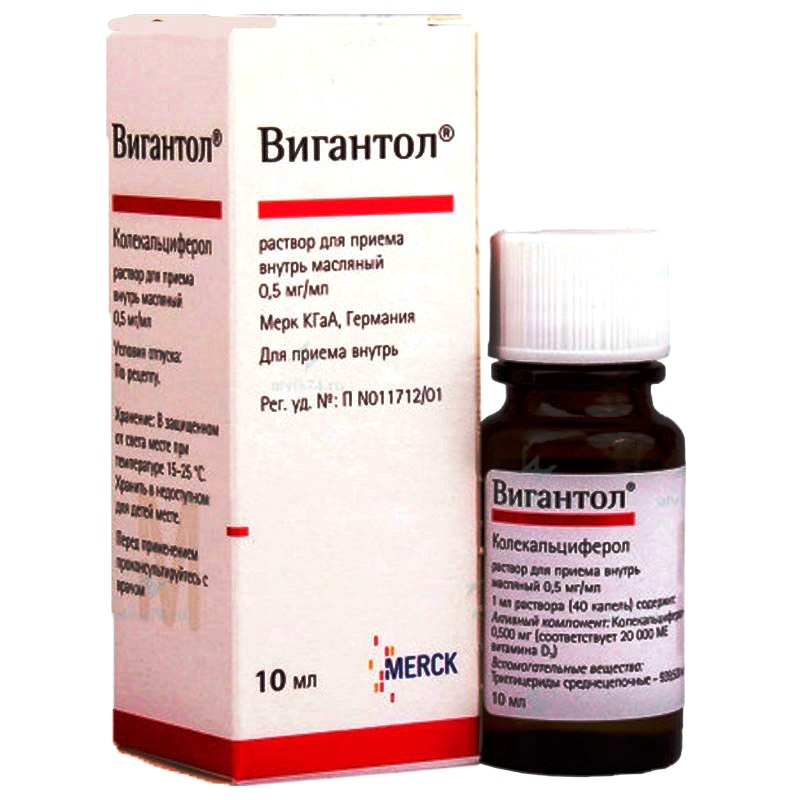 Вигантол®
Колекальциферол
раствор для приема
внутрь масляный
0,5 мг/мл
Условия отпуска:
По рецепту.
Хранение: В защищенном
от света месте при
температуре 15-25 °С.
Хранить в недоступном
для детей месте.
Перед применением
проконсультируйтесь с
врачом
Вигантол®
раствор для приема
внутрь масляный
0,5 мг/мл
Мерк КГаА, Германия
Для приема внутрь
Рег. уд. №: П N011712/01
10 мл
MERCK
Вигантол®
Колекальциферол
раствор для приема внутрь
масляный 0,5 мг/мл
1 мл раствора (40 капель) содержит:
Активный компонент: Колекальциферол
0,500 мг (соответствует 20 000 МЕ
витамина D₃)
Вспомогательные вещества:
Триглицериды среднецепочные –
10 мл